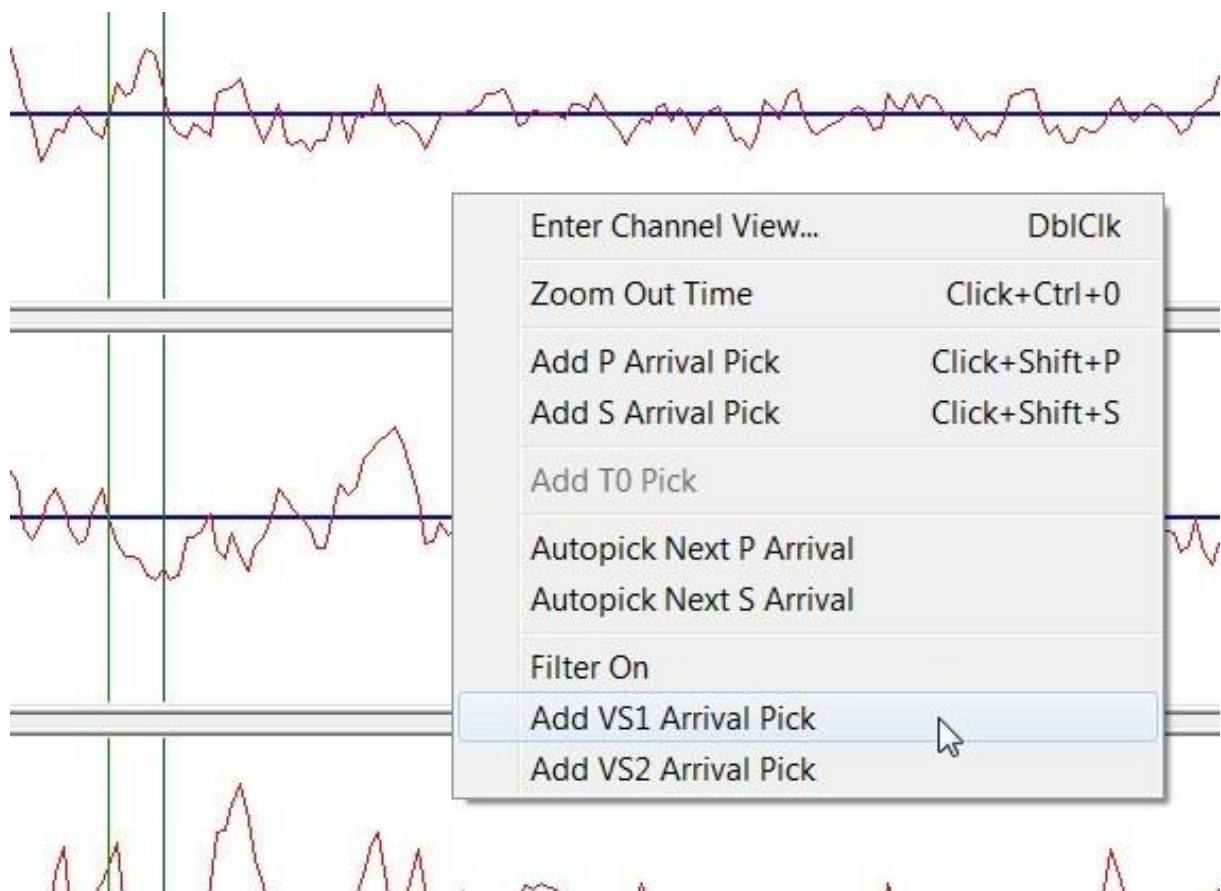 Enter Channel View... DblClk
Zoom Out Time Click+Ctrl+0
Add P Arrival Pick Click+Shift+P
Add S Arrival Pick Click+Shift+S
Add T0 Pick
Autopick Next P Arrival
Autopick Next S Arrival
Filter On
Add VS1 Arrival Pick
Add VS2 Arrival Pick